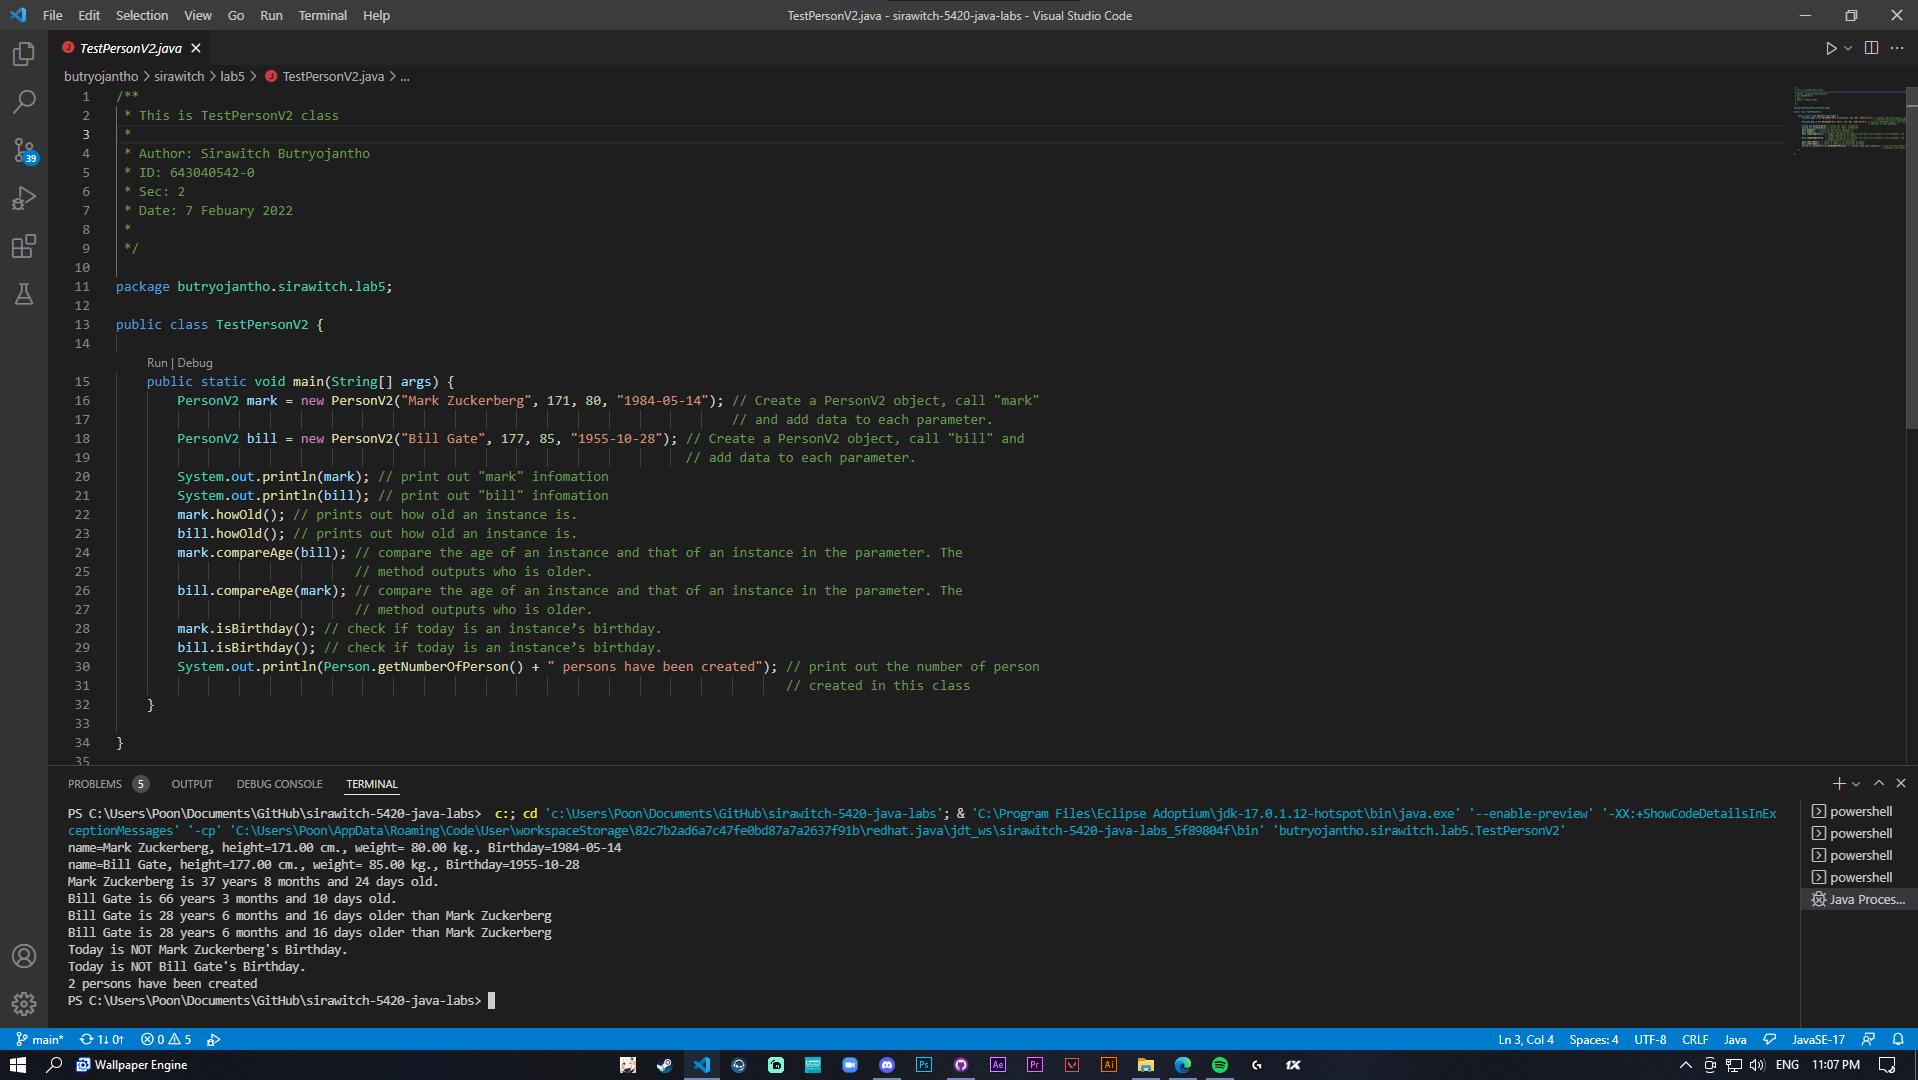 File Edit Selection View Go Run Terminal Help
TestPersonV2.java - sirawitch-5420-java-labs - Visual Studio Code
TestPersonV2.java
butryojantho > sirawitch > lab5 > TestPersonV2.java > ...
1 /**
2 * This is TestPersonV2 class
3 *
4 * Author: Sirawitch Butryojantho
5 * ID: 643040542-0
6 * Sec: 2
7 * Date: 7 Febuary 2022
8 *
9 */
10
11 package butryojantho.sirawitch.lab5;
12
13 public class TestPersonV2 {
14
Run | Debug
15 public static void main(String[] args) {
16 PersonV2 mark = new PersonV2("Mark Zuckerberg", 171, 80, "1984-05-14"); // Create a PersonV2 object, call "mark"
17 // and add data to each parameter.
18 PersonV2 bill = new PersonV2("Bill Gate", 177, 85, "1955-10-28"); // Create a PersonV2 object, call "bill" and
19 // add data to each parameter.
20 System.out.println(mark); // print out "mark" infomation
21 System.out.println(bill); // print out "bill" infomation
22 mark.howOld(); // prints out how old an instance is.
23 bill.howOld(); // prints out how old an instance is.
24 mark.compareAge(bill); // compare the age of an instance and that of an instance in the parameter. The
25 // method outputs who is older.
26 bill.compareAge(mark); // compare the age of an instance and that of an instance in the parameter. The
27 // method outputs who is older.
28 mark.isBirthday(); // check if today is an instance’s birthday.
29 bill.isBirthday(); // check if today is an instance’s birthday.
30 System.out.println(Person.getNumberOfPerson() + " persons have been created"); // print out the number of person
31 // created in this class
32 }
33
34 }
35
39
PROBLEMS 5 OUTPUT DEBUG CONSOLE TERMINAL
PS C:\Users\Poon\Documents\GitHub\sirawitch-5420-java-labs> c:; cd 'c:\Users\Poon\Documents\GitHub\sirawitch-5420-java-labs'; & 'C:\Program Files\Eclipse Adoptium\jdk-17.0.1.12-hotspot\bin\java.exe' '--enable-preview' '-XX:+ShowCodeDetailsInEx
ceptionMessages' '-cp' 'C:\Users\Poon\AppData\Roaming\Code\User\workspaceStorage\82c7b2ad6a7c47fe0bd87a7a2637f91b\redhat.java\jdt_ws\sirawitch-5420-java-labs_5f89804f\bin' 'butryojantho.sirawitch.lab5.TestPersonV2'
name=Mark Zuckerberg, height=171.00 cm., weight= 80.00 kg., Birthday=1984-05-14
name=Bill Gate, height=177.00 cm., weight= 85.00 kg., Birthday=1955-10-28
Mark Zuckerberg is 37 years 8 months and 24 days old.
Bill Gate is 66 years 3 months and 10 days old.
Bill Gate is 28 years 6 months and 16 days older than Mark Zuckerberg
Bill Gate is 28 years 6 months and 16 days older than Mark Zuckerberg
Today is NOT Mark Zuckerberg's Birthday.
Today is NOT Bill Gate's Birthday.
2 persons have been created
PS C:\Users\Poon\Documents\GitHub\sirawitch-5420-java-labs>
powershell
powershell
powershell
powershell
Java Proces...
main* 1↓ 0↑ 0 5 Ln 3, Col 4 Spaces: 4 UTF-8 CRLF Java JavaSE-17
Wallpaper Engine Ps Ae Pr Ai 1X ENG 11:07 PM